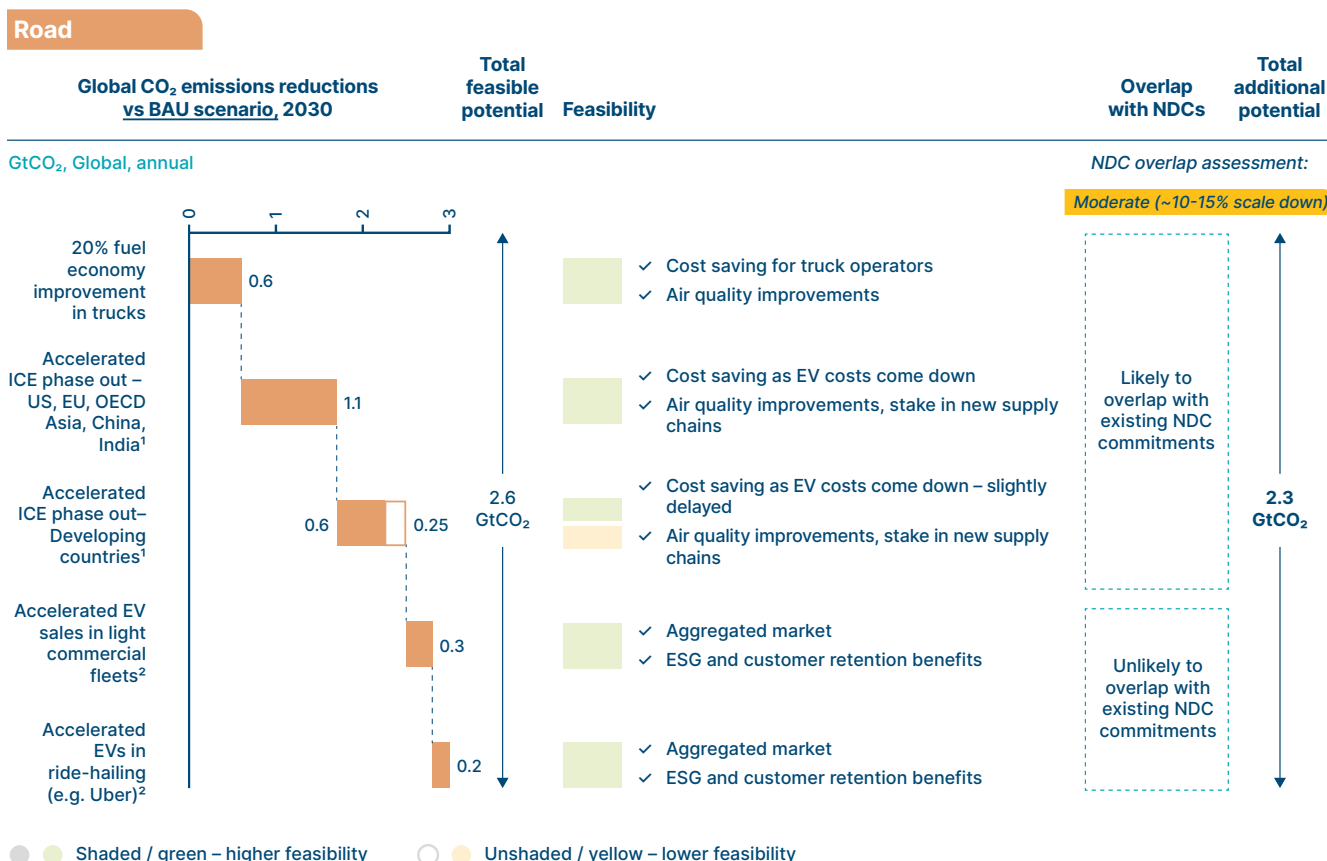 Road
Global CO₂ emissions reductions
vs BAU scenario, 2030
Total
feasible
potential
Feasibility
Overlap
with NDCs
Total
additional
potential
GtCO₂, Global, annual
NDC overlap assessment:
Moderate (~10-15% scale down)
0
1
2
3
20% fuel
economy
improvement
in trucks
0.6
✓ Cost saving for truck operators
✓ Air quality improvements
Accelerated
ICE phase out –
US, EU, OECD
Asia, China,
India¹
1.1
✓ Cost saving as EV costs come down
✓ Air quality improvements, stake in new supply
chains
Likely to
overlap with
existing NDC
commitments
Accelerated
ICE phase out–
Developing
countries¹
0.6
0.25
2.6
GtCO₂
✓ Cost saving as EV costs come down – slightly
delayed
✓ Air quality improvements, stake in new supply
chains
2.3
GtCO₂
Accelerated EV
sales in light
commercial
fleets²
0.3
✓ Aggregated market
✓ ESG and customer retention benefits
Unlikely to
overlap with
existing NDC
commitments
Accelerated
EVs in
ride-hailing
(e.g. Uber)²
0.2
✓ Aggregated market
✓ ESG and customer retention benefits
Shaded / green – higher feasibility
Unshaded / yellow – lower feasibility